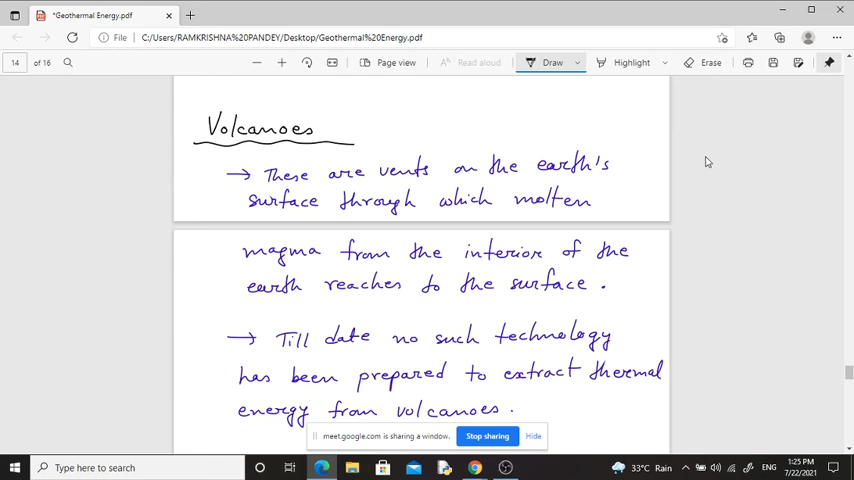 *Geothermal Energy.pdf
File C:/Users/RAMKRISHNA%20PANDEY/Desktop/Geothermal%20Energy.pdf
14 of 16 Page view Read aloud Draw Highlight Erase
Volcanoes
→ These are vents on the earth's
surface through which molten
magma from the interior of the
earth reaches to the surface.
→ Till date no such technology
has been prepared to extract thermal
energy from volcanoes.
meet.google.com is sharing a window. Stop sharing Hide
Type here to search
33°C Rain ENG 1:25 PM
7/22/2021